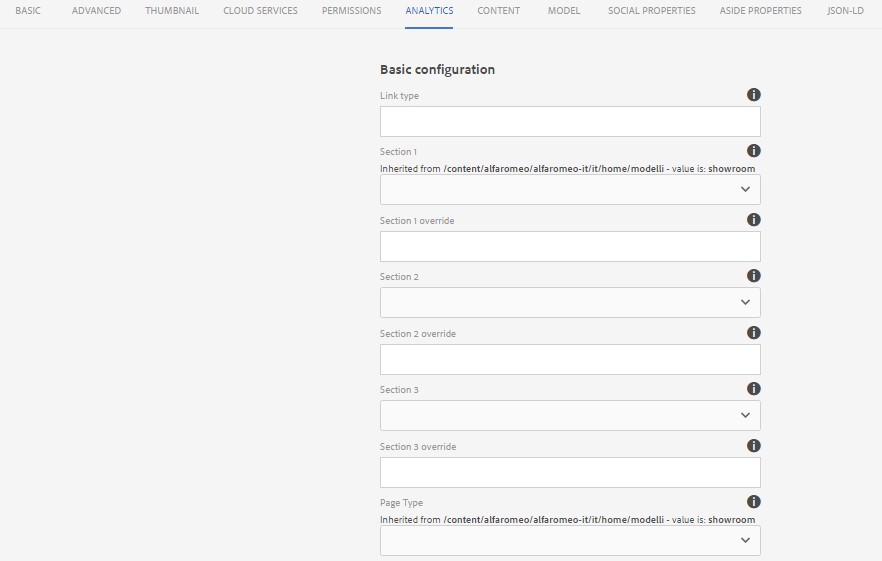 BASIC ADVANCED THUMBNAIL CLOUD SERVICES PERMISSIONS ANALYTICS CONTENT MODEL SOCIAL PROPERTIES ASIDE PROPERTIES JSON-LD
Basic configuration
Link type
Section 1
Inherited from /content/alfaromeo/alfaromeo-it/it/home/modelli - value is: showroom
Section 1 override
Section 2
Section 2 override
Section 3
Section 3 override
Page Type
Inherited from /content/alfaromeo/alfaromeo-it/it/home/modelli - value is: showroom